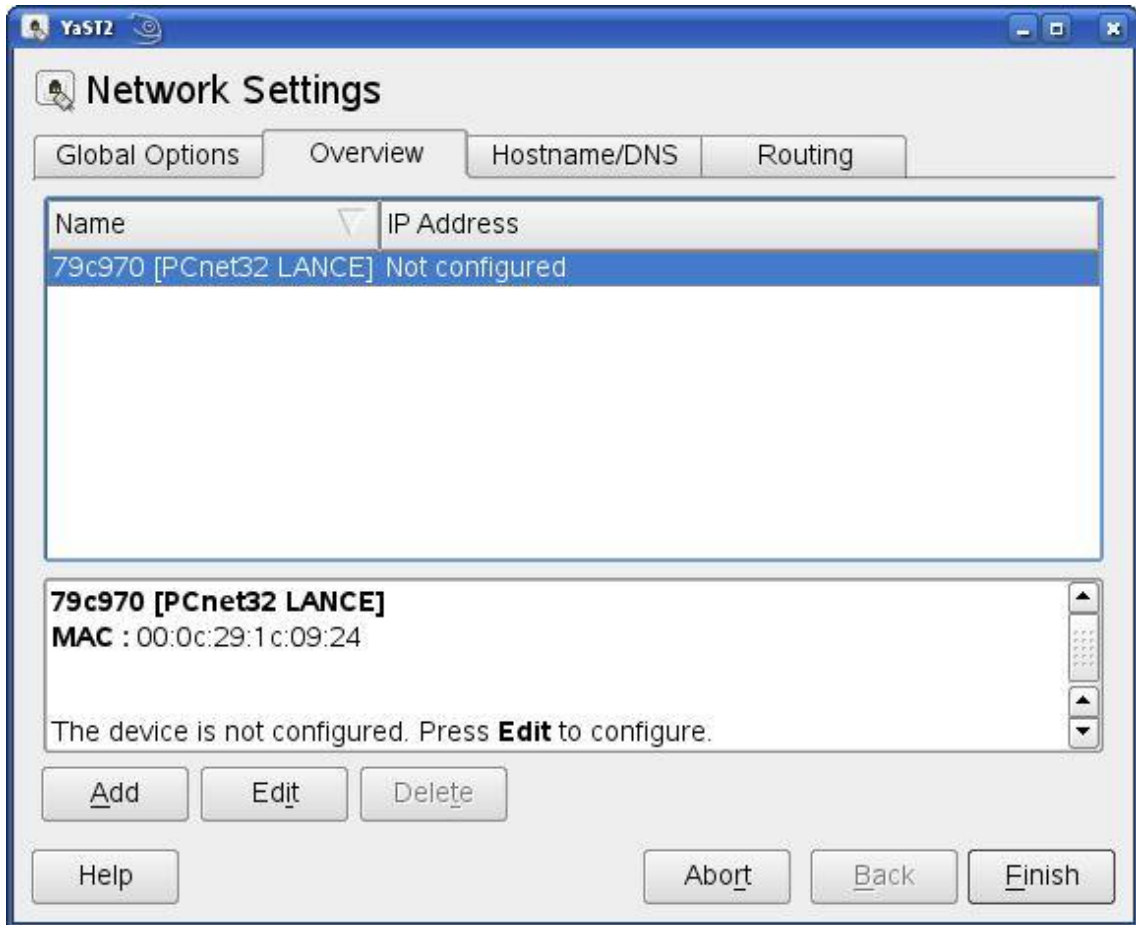 YaST2
Network Settings
Global Options Overview Hostname/DNS Routing
Name IP Address
79c970 [PCnet32 LANCE] Not configured
79c970 [PCnet32 LANCE]
MAC : 00:0c:29:1c:09:24
The device is not configured. Press Edit to configure.
Add Edit Delete
Help Abort Back Finish